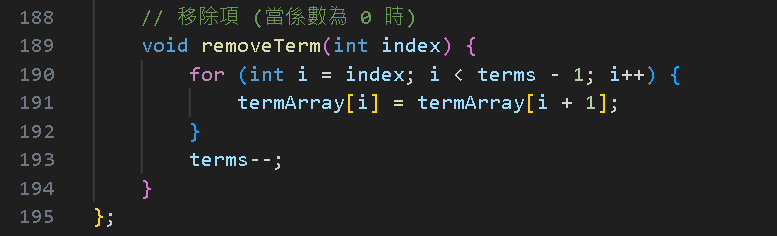 188 // 移除項 (當係數為 0 時)
189 void removeTerm(int index) {
190 for (int i = index; i < terms - 1; i++) {
191 termArray[i] = termArray[i + 1];
192 }
193 terms--;
194 }
195 };